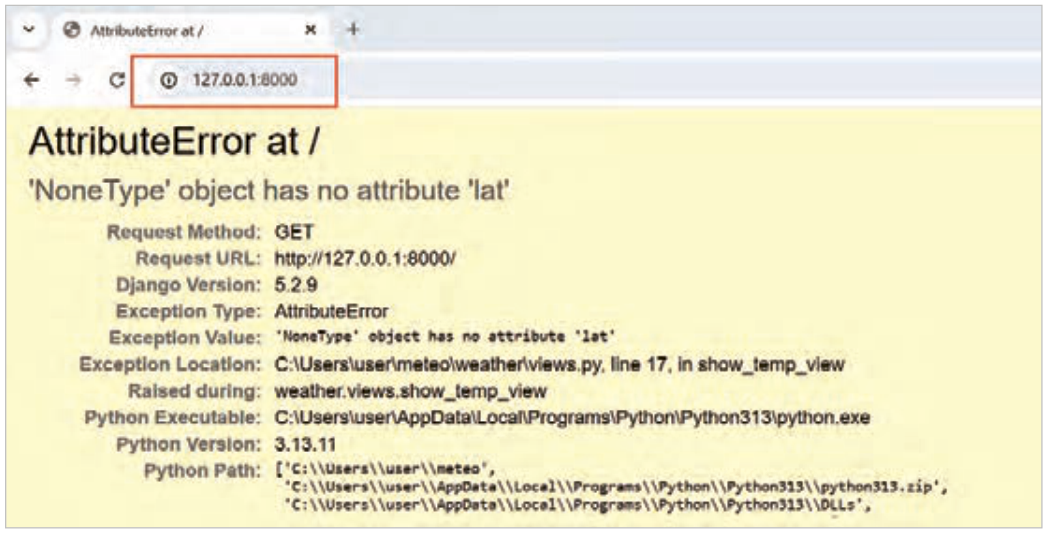 AttributeError at /
127.0.0.1:8000
AttributeError at /
'NoneType' object has no attribute 'lat'
Request Method: GET
Request URL: http://127.0.0.1:8000/
Django Version: 5.2.9
Exception Type: AttributeError
Exception Value: 'NoneType' object has no attribute 'lat'
Exception Location: C:\Users\user\meteo\weather\views.py, line 17, in show_temp_view
Raised during: weather.views.show_temp_view
Python Executable: C:\Users\user\AppData\Local\Programs\Python\Python313\python.exe
Python Version: 3.13.11
Python Path: ['C:\\Users\\user\\meteo',
'C:\\Users\\user\\AppData\\Local\\Programs\\Python\\Python313\\python313.zip',
'C:\\Users\\user\\AppData\\Local\\Programs\\Python\\Python313\\DLLs',